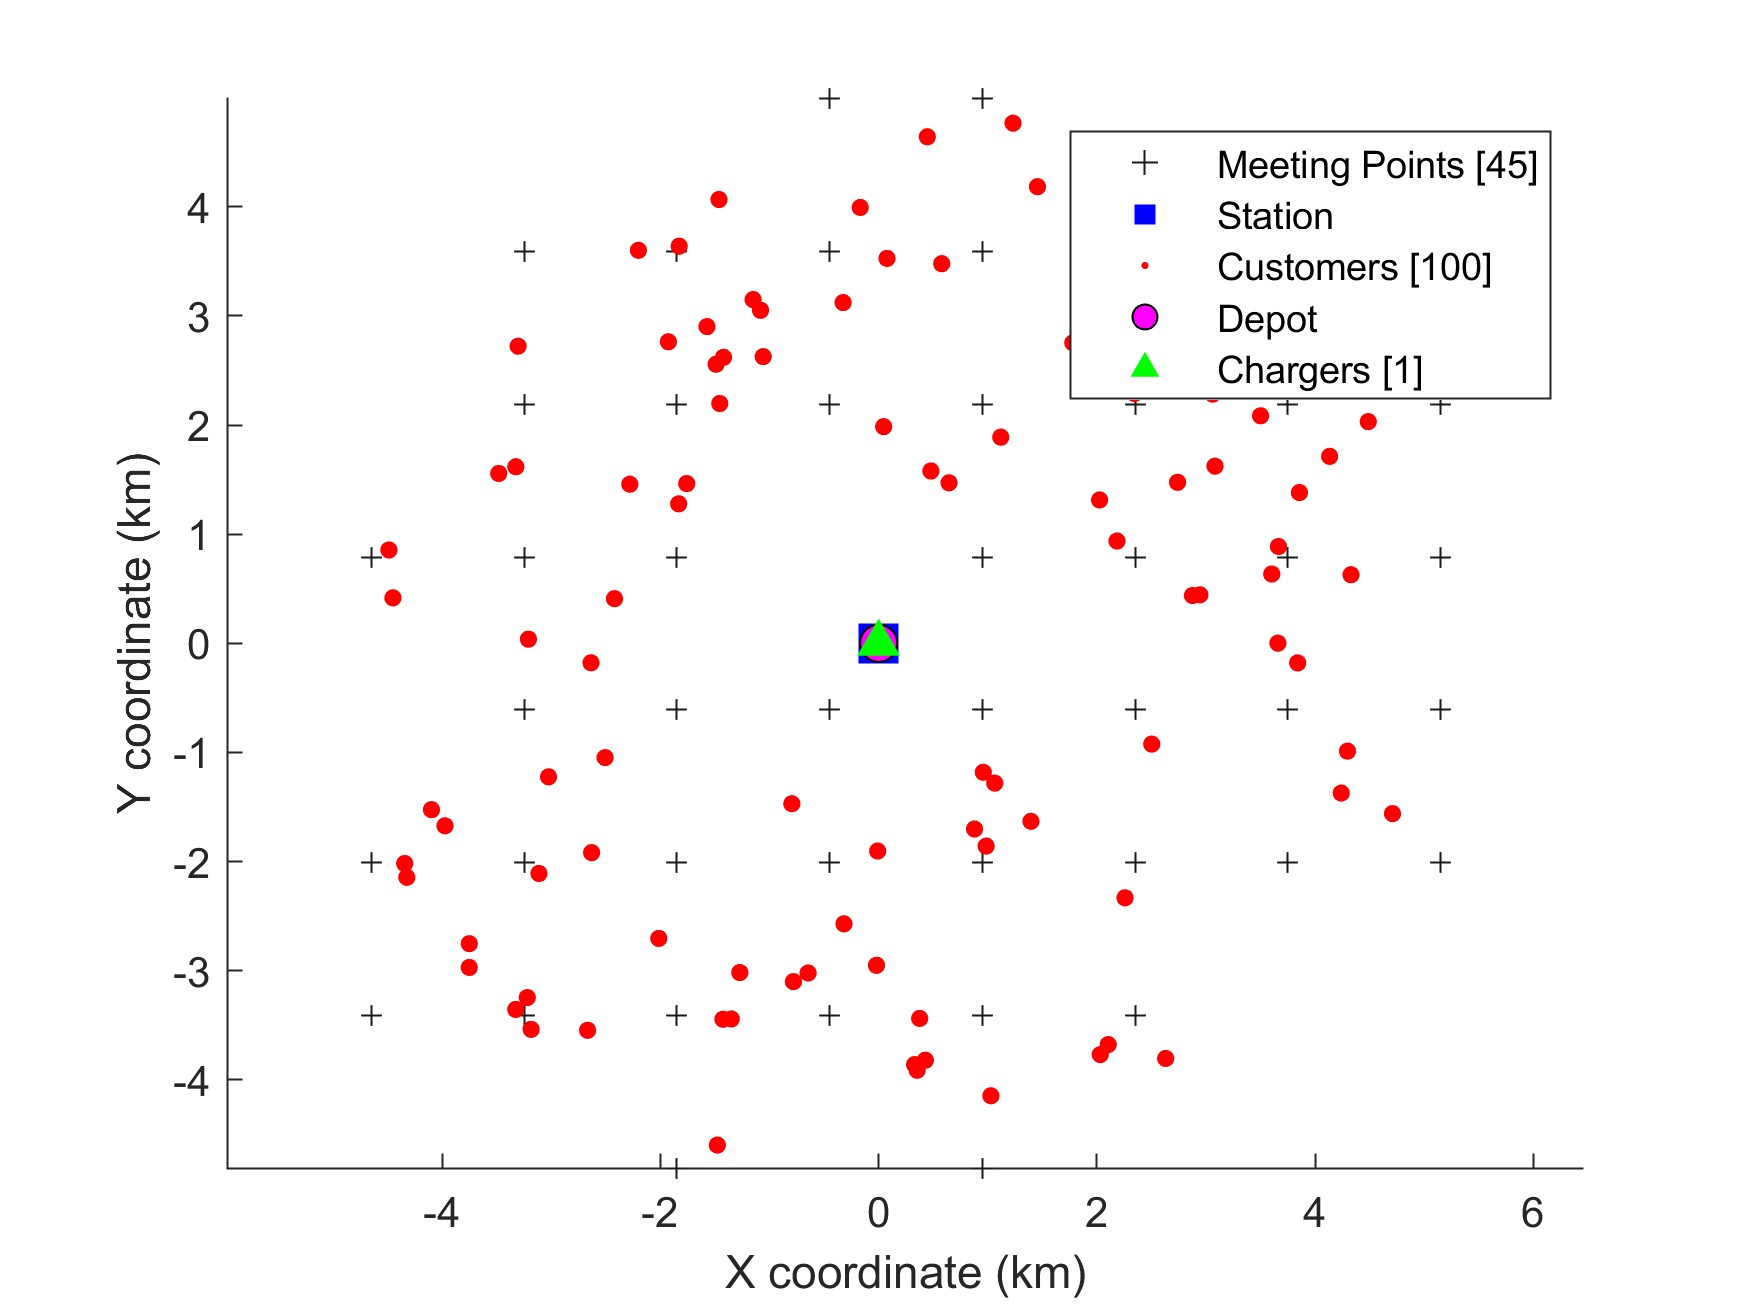 Meeting Points [45]
Station
Customers [100]
Depot
Chargers [1]
4
3
2
1
0
-1
-2
-3
-4
Y coordinate (km)
-4 -2 0 2 4 6
X coordinate (km)